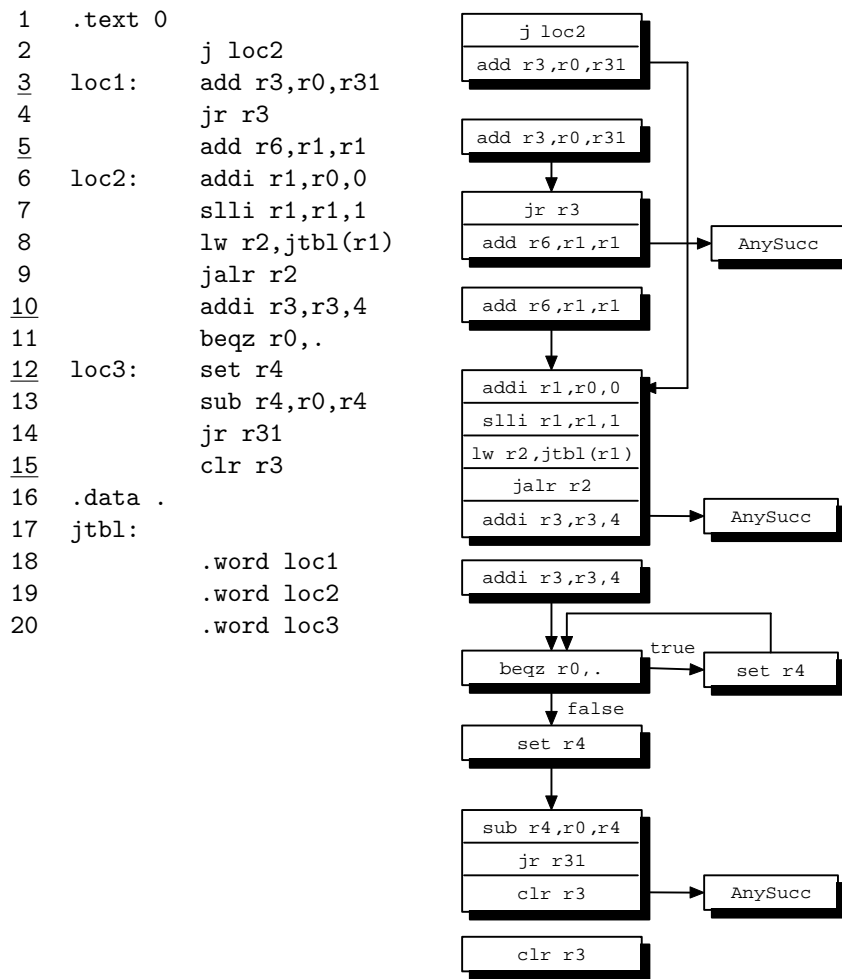 1 .text 0
2 j loc2
3 loc1: add r3,r0,r31
4 jr r3
5 add r6,r1,r1
6 loc2: addi r1,r0,0
7 slli r1,r1,1
8 lw r2,jtbl(r1)
9 jalr r2
10 addi r3,r3,4
11 beqz r0,.
12 loc3: set r4
13 sub r4,r0,r4
14 jr r31
15 clr r3
16 .data .
17 jtbl:
18 .word loc1
19 .word loc2
20 .word loc3
j loc2
add r3,r0,r31
add r3,r0,r31
jr r3
add r6,r1,r1
AnySucc
add r6,r1,r1
addi r1,r0,0
slli r1,r1,1
lw r2,jtbl(r1)
jalr r2
addi r3,r3,4
AnySucc
addi r3,r3,4
beqz r0,.
true
set r4
false
set r4
sub r4,r0,r4
jr r31
clr r3
AnySucc
clr r3